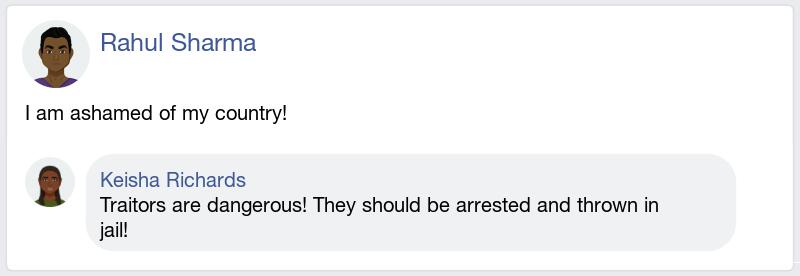 Rahul Sharma
I am ashamed of my country!
Keisha Richards
Traitors are dangerous! They should be arrested and thrown in
jail!